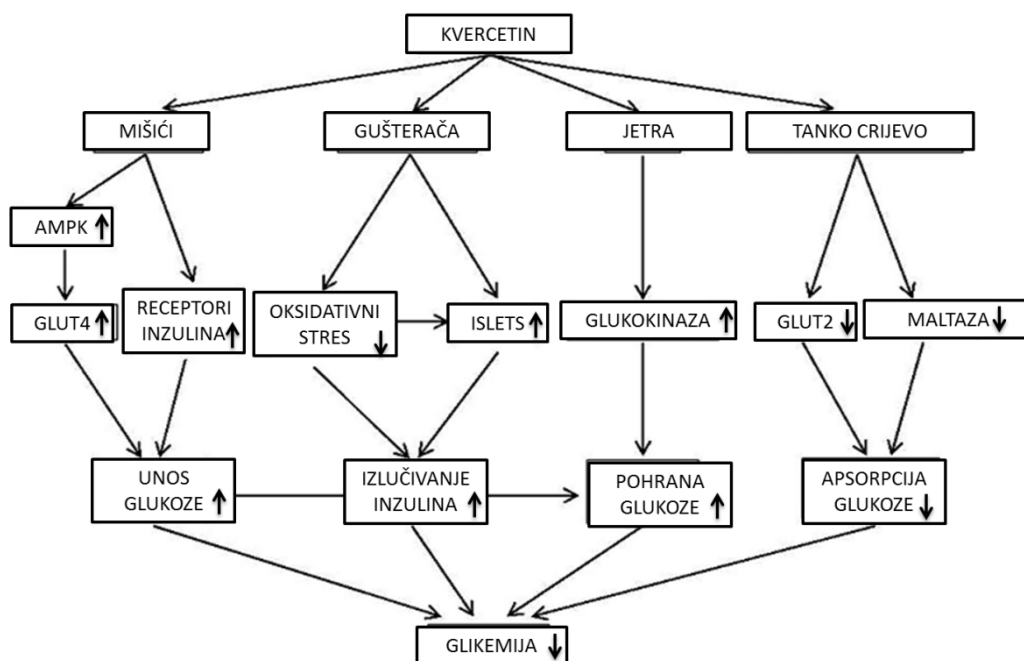 KVERCETIN
MIŠIĆI
GUŠTERAČA
JETRA
TANKO CRIJEVO
AMPK
GLUT4
RECEPTORI
INZULINA
OKSIDATIVNI
STRES
ISLETS
GLUKOKINAZA
GLUT2
MALTAZA
UNOS
GLUKOZE
IZLUČIVANJE
INZULINA
POHRANA
GLUKOZE
APSORPCIJA
GLUKOZE
GLIKEMIJA